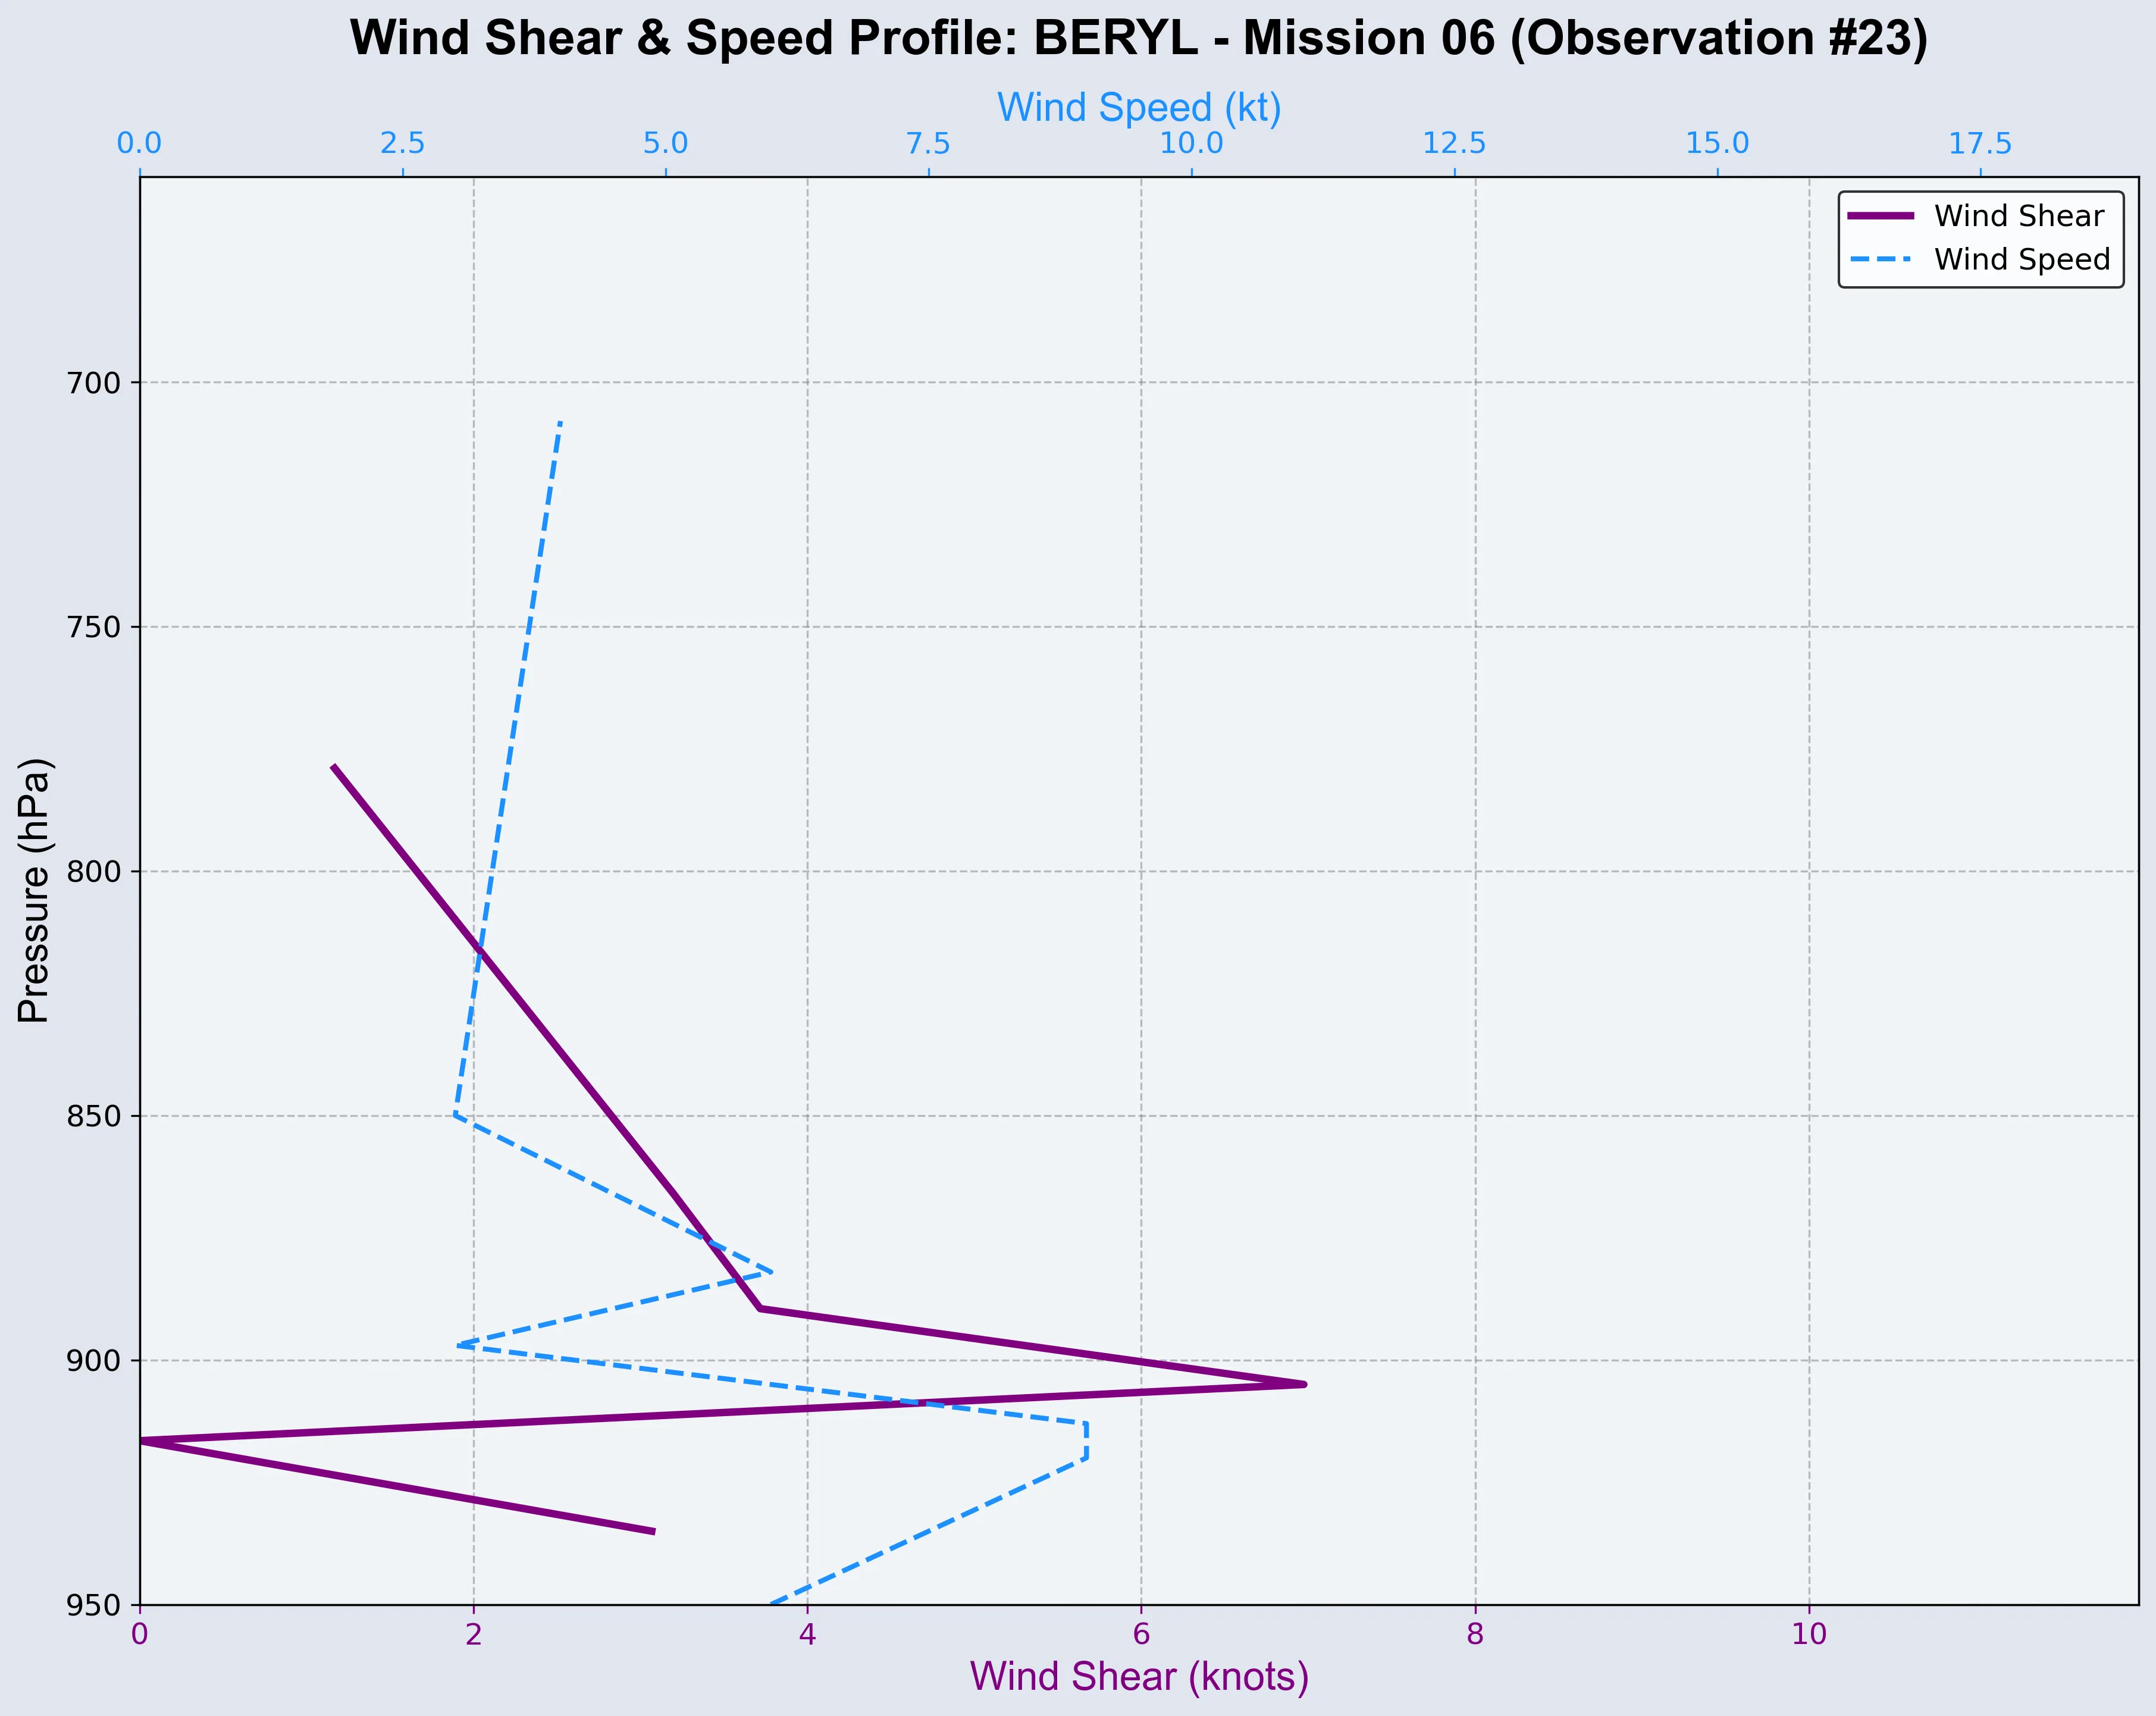 Wind Shear & Speed Profile: BERYL - Mission 06 (Observation #23)
Wind Speed (kt)
0.0 2.5 5.0 7.5 10.0 12.5 15.0 17.5
Wind Shear
Wind Speed
700
750
800
850
900
950
Pressure (hPa)
0 2 4 6 8 10
Wind Shear (knots)